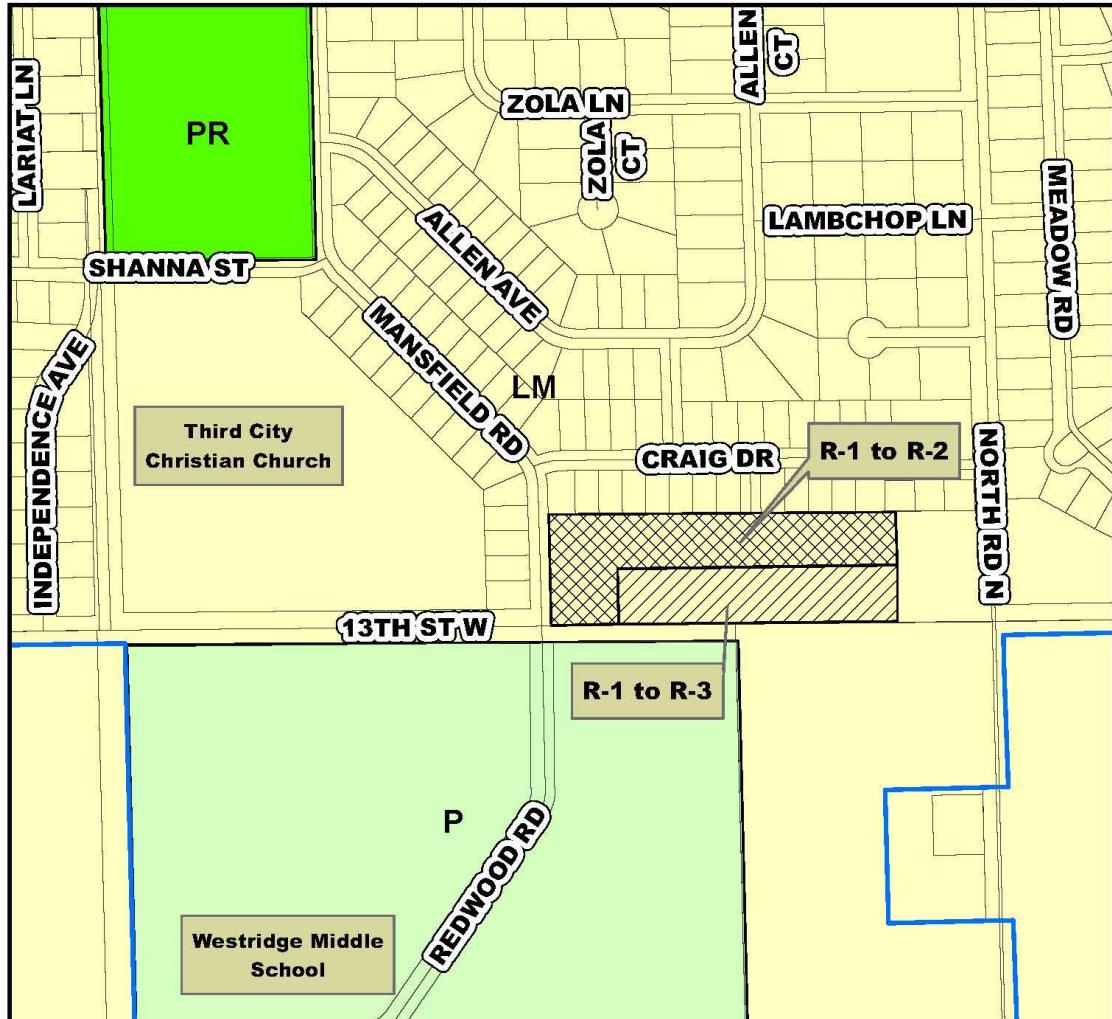 LARIAT LN
PR
ZOLA LN
ALLEN
CT
ZOLA
CT
MEADOW RD
LAMBCHOP LN
ALLEN AVE
SHANNA ST
MANSFIELD RD
INDEPENDENCE AVE
LM
Third City
Christian Church
CRAIG DR
R-1 to R-2
NORTH RD N
13TH ST W
R-1 to R-3
P
REDWOOD RD
Westridge Middle
School